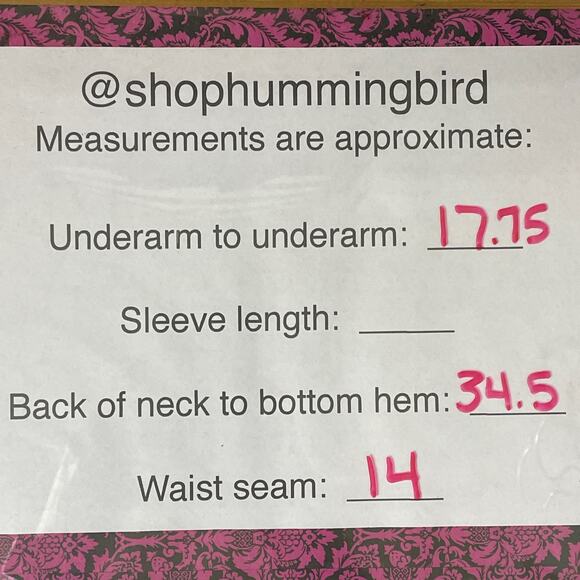 @shophummingbird
Measurements are approximate:
Underarm to underarm: 17.75
Sleeve length: ____
Back of neck to bottom hem: 34.5
Waist seam: 14